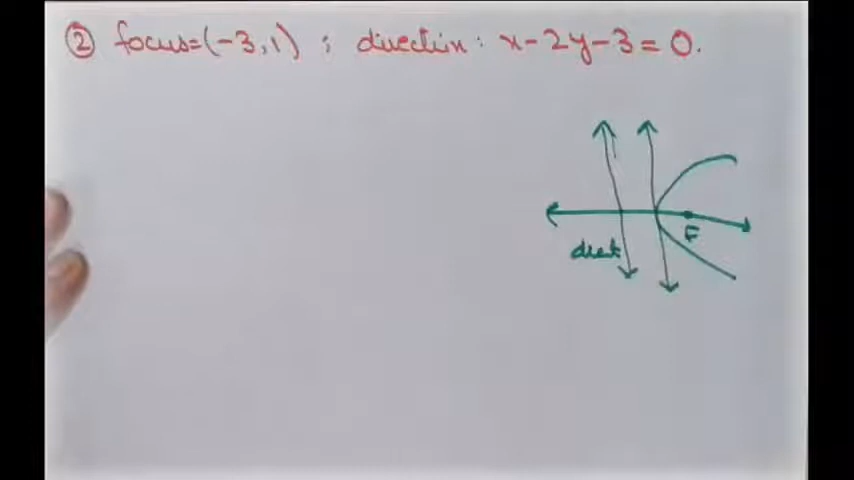 ② focus=(-3,1) ; directrix: x-2y-3=0.
F
direct